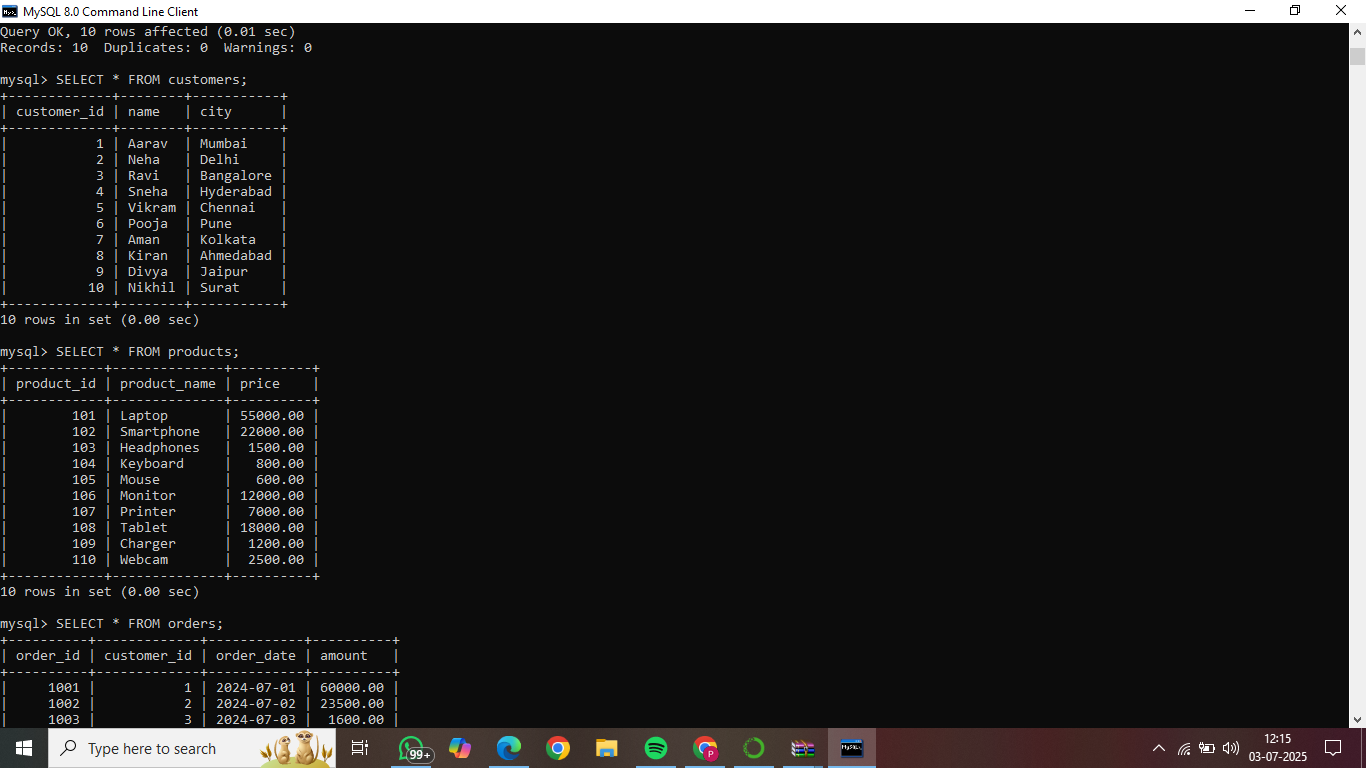 MySQL 8.0 Command Line Client
Query OK, 10 rows affected (0.01 sec)
Records: 10  Duplicates: 0  Warnings: 0
mysql> SELECT * FROM customers;
+-------------+--------+-----------+
| customer_id | name   | city      |
+-------------+--------+-----------+
|           1 | Aarav  | Mumbai    |
|           2 | Neha   | Delhi     |
|           3 | Ravi   | Bangalore |
|           4 | Sneha  | Hyderabad |
|           5 | Vikram | Chennai   |
|           6 | Pooja  | Pune      |
|           7 | Aman   | Kolkata   |
|           8 | Kiran  | Ahmedabad |
|           9 | Divya  | Jaipur    |
|          10 | Nikhil | Surat     |
+-------------+--------+-----------+
10 rows in set (0.00 sec)
mysql> SELECT * FROM products;
+------------+--------------+----------+
| product_id | product_name | price    |
+------------+--------------+----------+
|        101 | Laptop       | 55000.00 |
|        102 | Smartphone   | 22000.00 |
|        103 | Headphones   |  1500.00 |
|        104 | Keyboard     |   800.00 |
|        105 | Mouse        |   600.00 |
|        106 | Monitor      | 12000.00 |
|        107 | Printer      |  7000.00 |
|        108 | Tablet       | 18000.00 |
|        109 | Charger      |  1200.00 |
|        110 | Webcam       |  2500.00 |
+------------+--------------+----------+
10 rows in set (0.00 sec)
mysql> SELECT * FROM orders;
+----------+-------------+------------+----------+
| order_id | customer_id | order_date | amount   |
+----------+-------------+------------+----------+
|     1001 |           1 | 2024-07-01 | 60000.00 |
|     1002 |           2 | 2024-07-02 | 23500.00 |
|     1003 |           3 | 2024-07-03 |  1600.00 |
Type here to search
99+
P
MySQL
12:15
03-07-2025